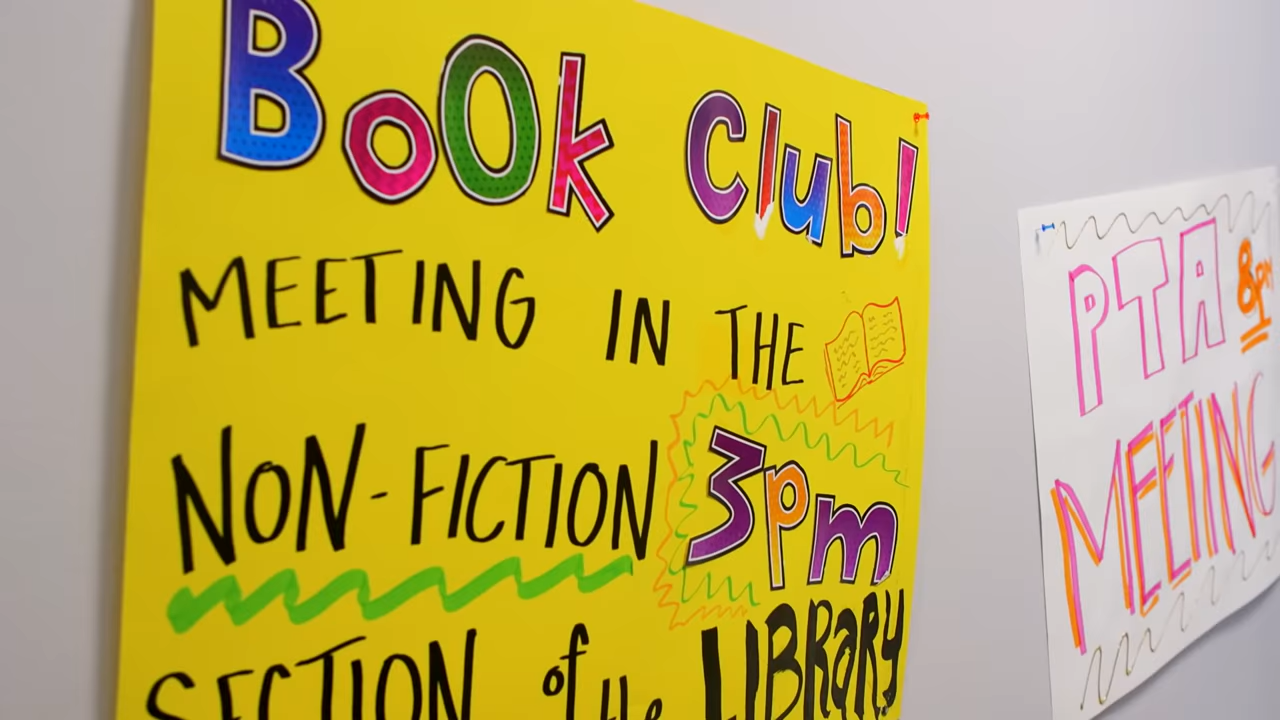 BoOk Club!
MEETING IN THE
NON-FICTION 3pm
SECTION of the LIBRARY
PTA 8pm
MEETING